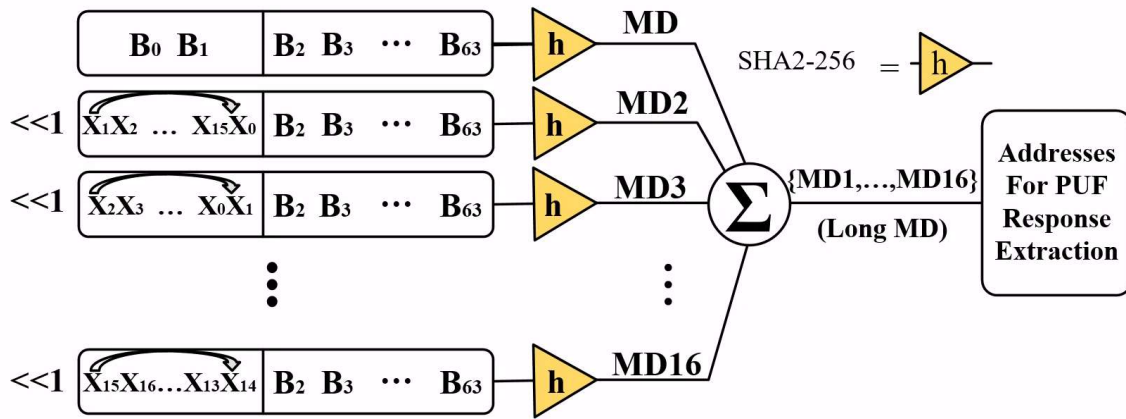 B0 B1 B2 B3 ... B63 h MD
SHA2-256 = h
<<1 X1X2 ... X15X0 B2 B3 ... B63 h MD2
<<1 X2X3 ... X0X1 B2 B3 ... B63 h MD3
Σ
{MD1,...,MD16}
(Long MD)
Addresses
For PUF
Response
Extraction
<<1 X15X16...X13X14 B2 B3 ... B63 h MD16